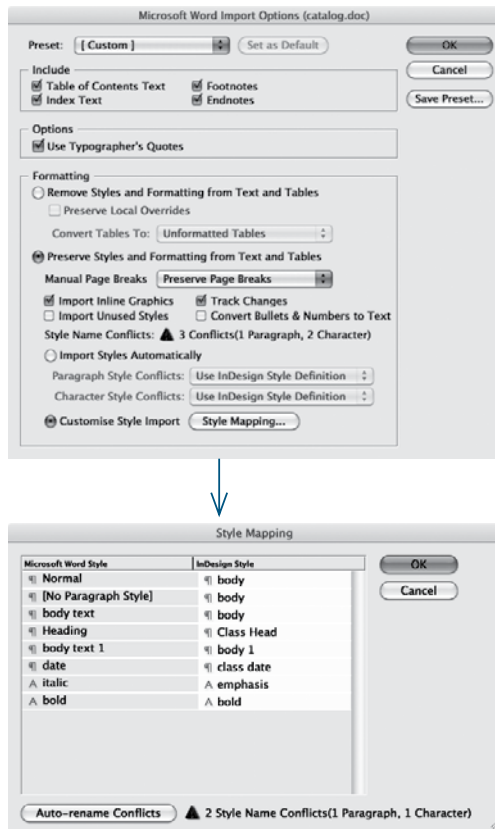 Microsoft Word Import Options (catalog.doc)
Preset: [ Custom ] Set as Default OK
Include Cancel
Table of Contents Text Footnotes
Index Text Endnotes Save Preset...
Options
Use Typographer's Quotes
Formatting
Remove Styles and Formatting from Text and Tables
Preserve Local Overrides
Convert Tables To: Unformatted Tables
Preserve Styles and Formatting from Text and Tables
Manual Page Breaks Preserve Page Breaks
Import Inline Graphics Track Changes
Import Unused Styles Convert Bullets & Numbers to Text
Style Name Conflicts: 3 Conflicts(1 Paragraph, 2 Character)
Import Styles Automatically
Paragraph Style Conflicts: Use InDesign Style Definition
Character Style Conflicts: Use InDesign Style Definition
Customise Style Import Style Mapping...
Style Mapping
Microsoft Word Style InDesign Style OK
¶ Normal ¶ body
¶ [No Paragraph Style] ¶ body Cancel
¶ body text ¶ body
¶ Heading ¶ Class Head
¶ body text 1 ¶ body 1
¶ date ¶ class date
A italic A emphasis
A bold A bold
Auto-rename Conflicts 2 Style Name Conflicts(1 Paragraph, 1 Character)